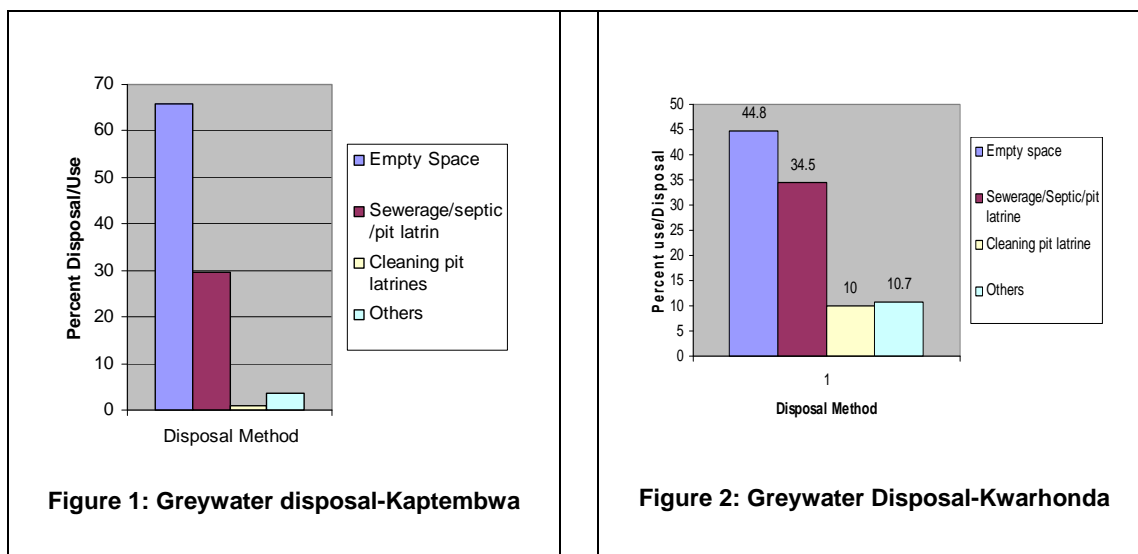 70
60
50
40
30
20
10
0
Percent Disposal/Use
Disposal Method
Empty Space
Sewerage/septic
/pit latrin
Cleaning pit
latrines
Others
Figure 1: Greywater disposal-Kaptembwa
50
45
40
35
30
25
20
15
10
5
0
Percent use/Disposal
44.8
34.5
10
10.7
1
Disposal Method
Empty space
Sewerage/Septic/pit
latrine
Cleaning pit latrine
Others
Figure 2: Greywater Disposal-Kwarhonda